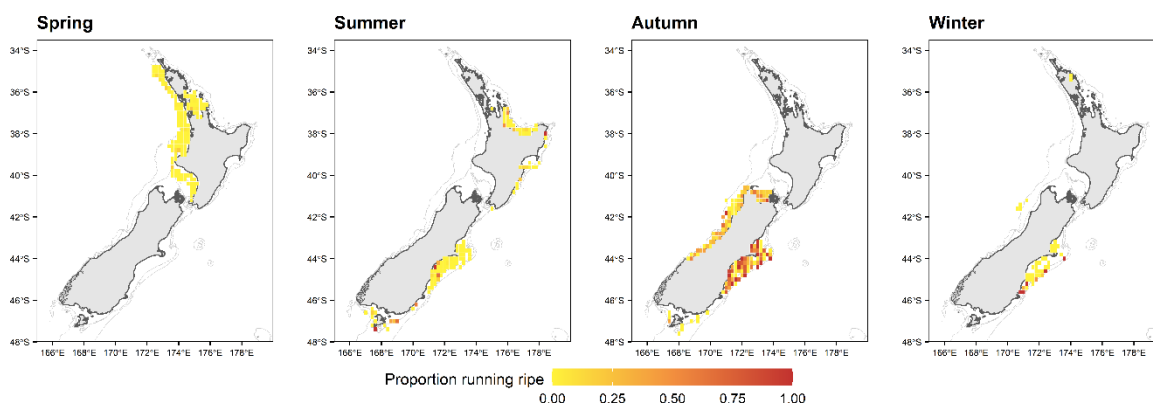 Spring Summer Autumn Winter
34°S 34°S 34°S 34°S
36°S 36°S 36°S 36°S
38°S 38°S 38°S 38°S
40°S 40°S 40°S 40°S
42°S 42°S 42°S 42°S
44°S 44°S 44°S 44°S
46°S 46°S 46°S 46°S
48°S 48°S 48°S 48°S
166°E 168°E 170°E 172°E 174°E 176°E 178°E 166°E 168°E 170°E 172°E 174°E 176°E 178°E 166°E 168°E 170°E 172°E 174°E 176°E 178°E 166°E 168°E 170°E 172°E 174°E 176°E 178°E
Proportion running ripe
0.00 0.25 0.50 0.75 1.00